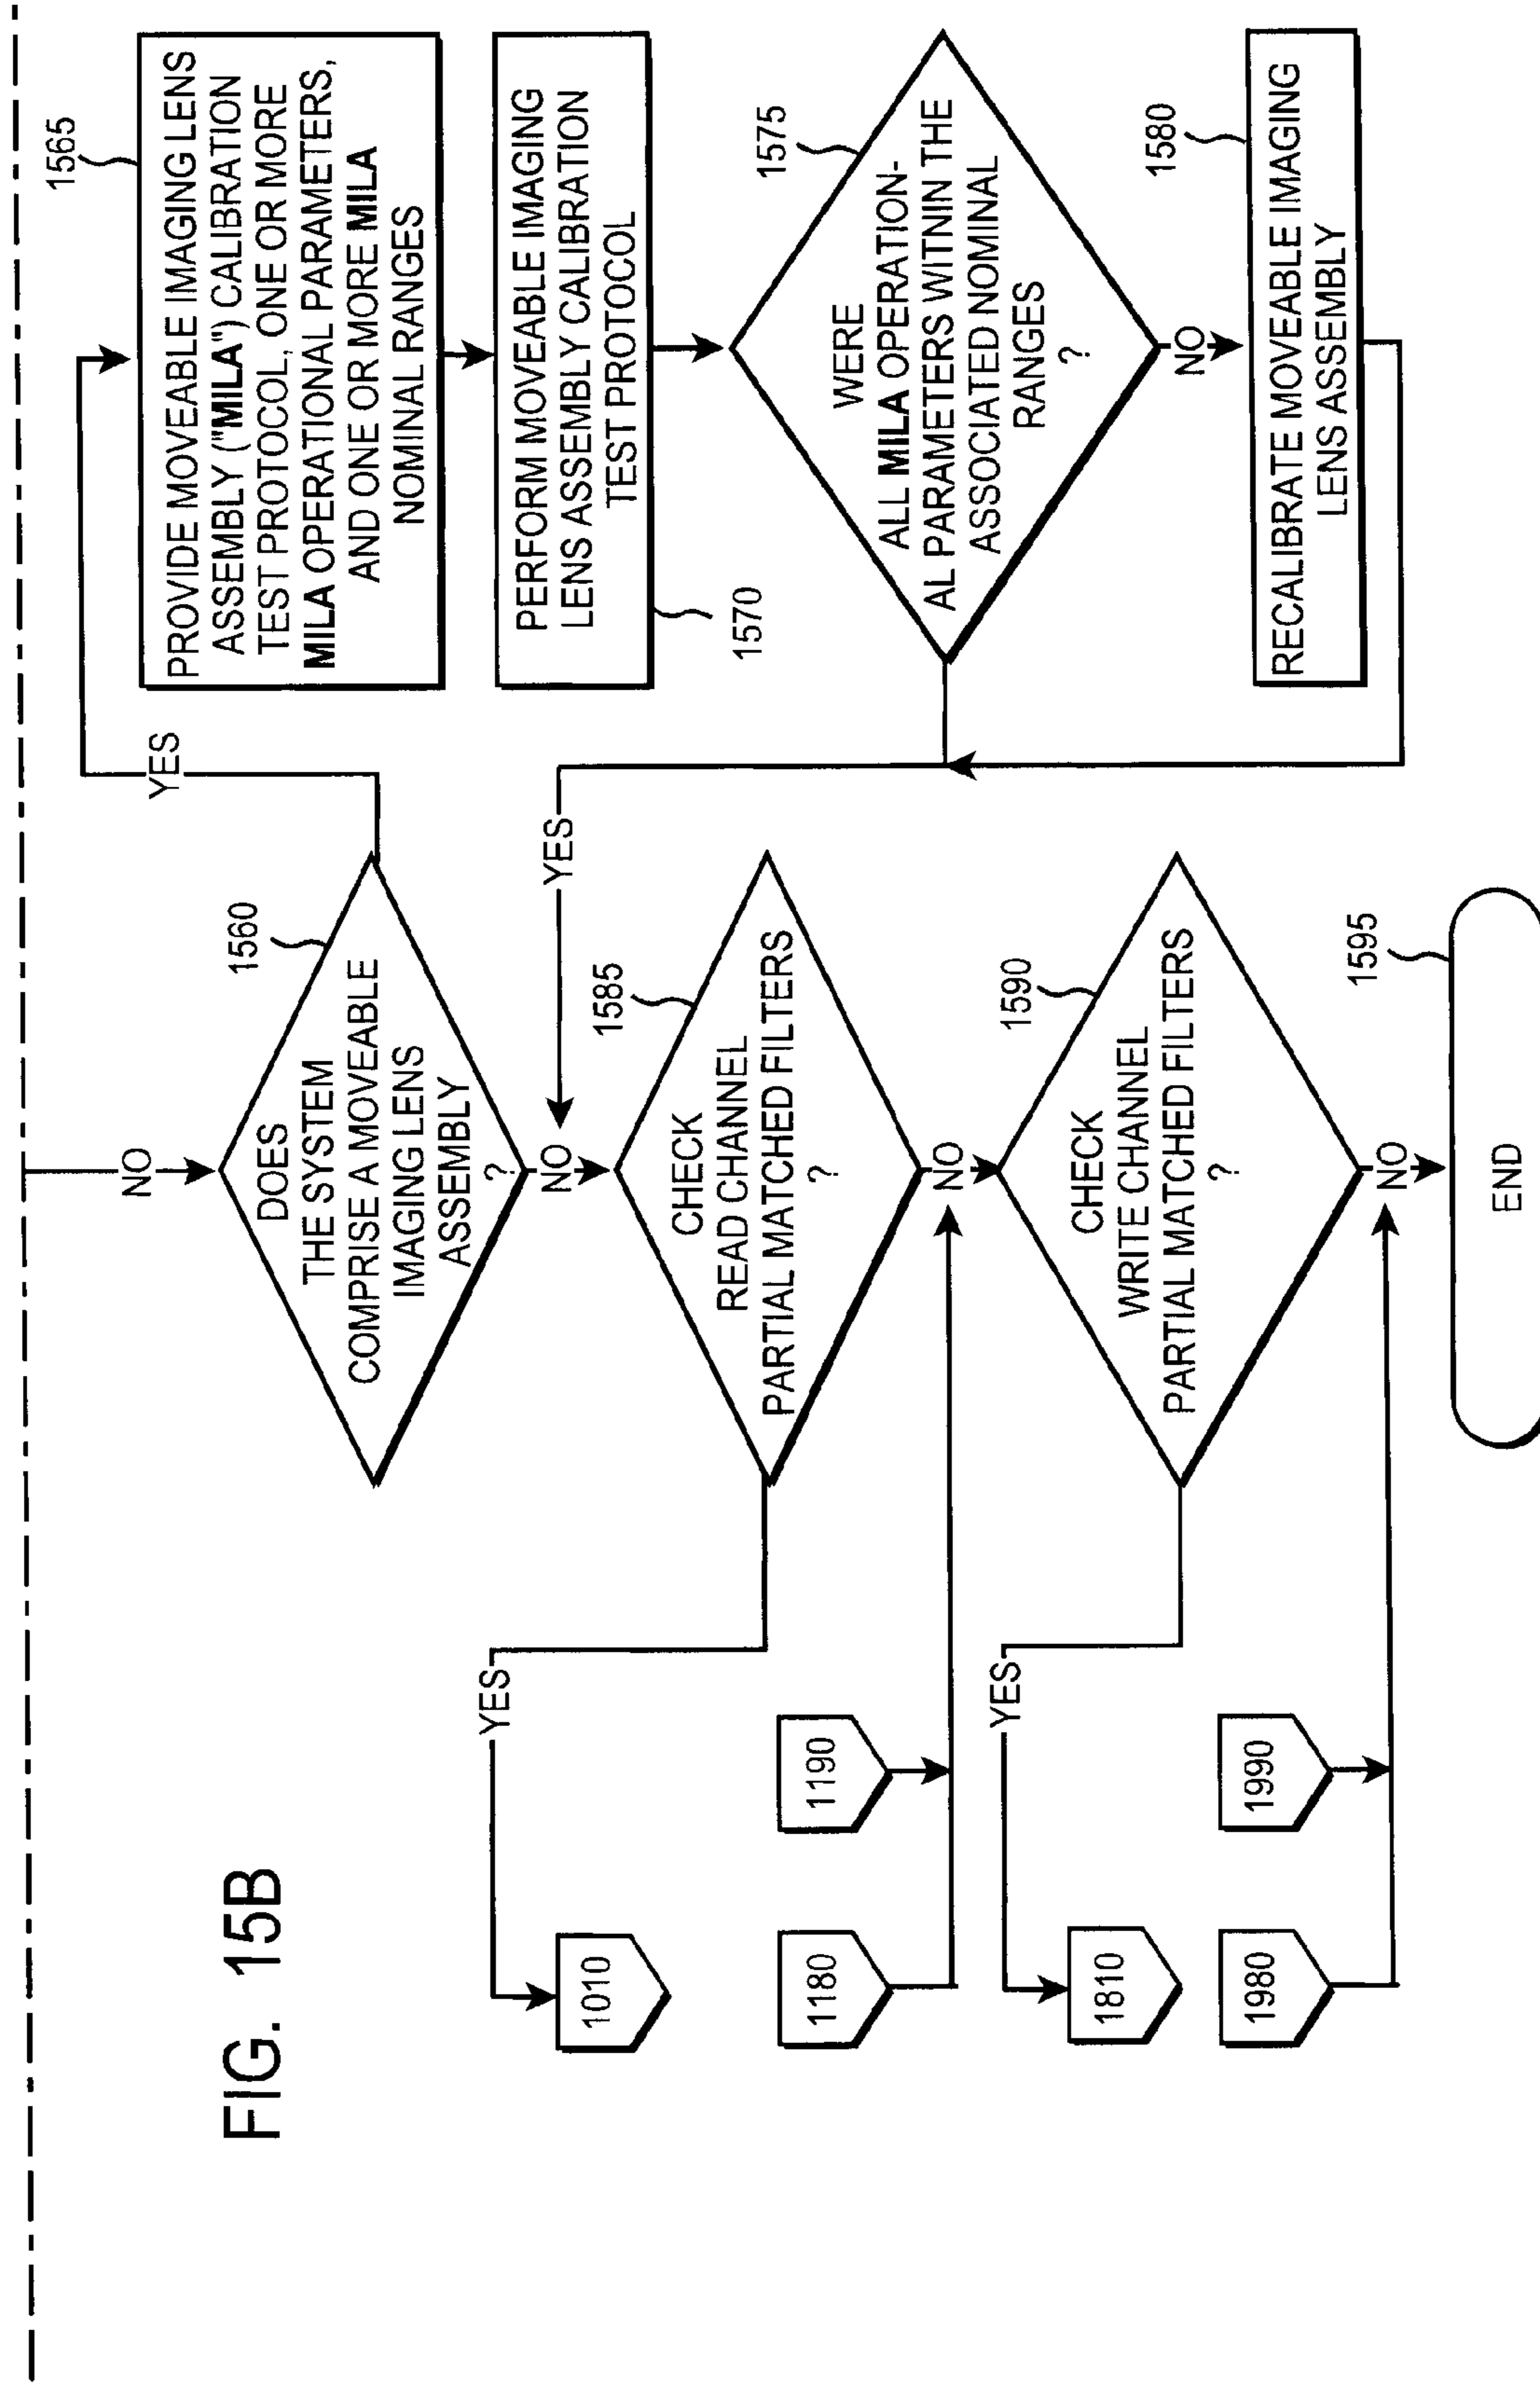 FIG. 15B
NO
1560
DOES
THE SYSTEM
COMPRISE A MOVEABLE
IMAGING LENS
ASSEMBLY
?
YES
NO
1565
PROVIDE MOVEABLE IMAGING LENS
ASSEMBLY ("MILA") CALIBRATION
TEST PROTOCOL, ONE OR MORE
MILA OPERATIONAL PARAMETERS,
AND ONE OR MORE MILA
NOMINAL RANGES
PERFORM MOVEABLE IMAGING
LENS ASSEMBLY CALIBRATION
TEST PROTOCOL
1570
1575
WERE
ALL MILA OPERATION-
AL PARAMETERS WITNIN THE
ASSOCIATED NOMINAL
RANGES
?
NO
YES
1580
RECALIBRATE MOVEABLE IMAGING
LENS ASSEMBLY
1585
CHECK
READ CHANNEL
PARTIAL MATCHED FILTERS
?
YES
NO
1010
1180
1190
1590
CHECK
WRITE CHANNEL
PARTIAL MATCHED FILTERS
?
YES
NO
1810
1980
1990
1595
END